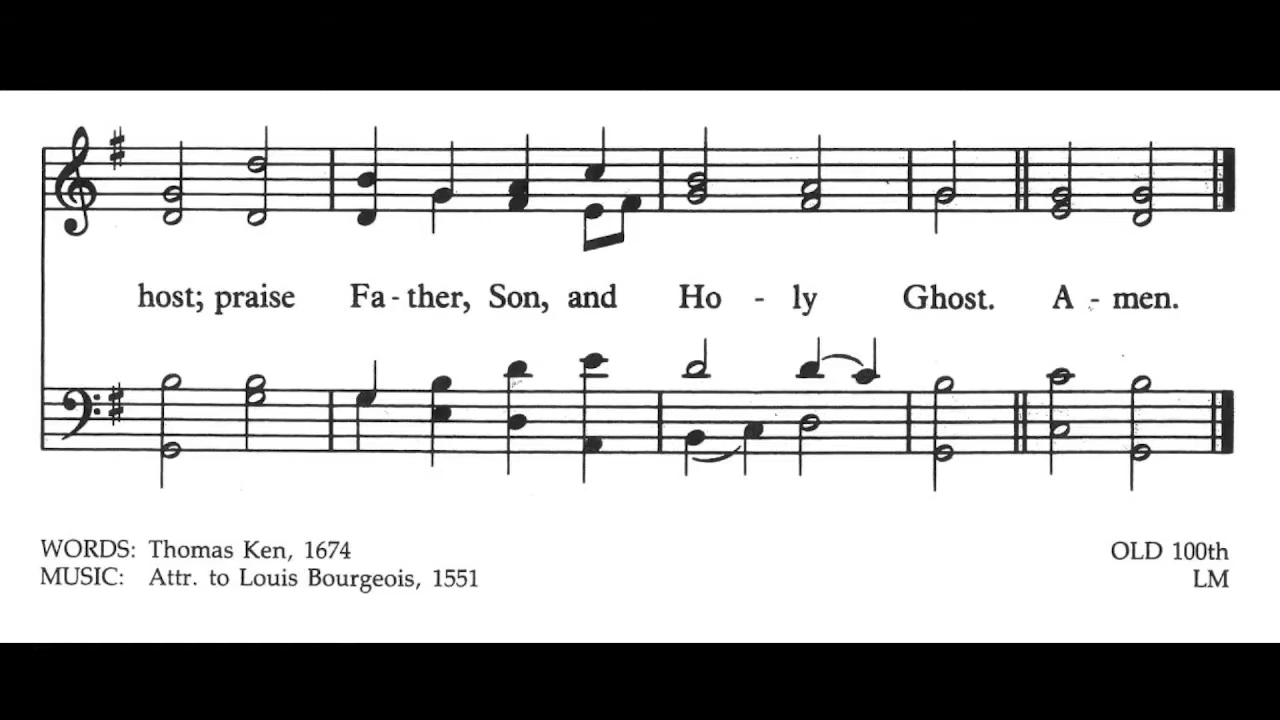 host; praise Fa - ther, Son, and Ho - ly Ghost. A - men.
WORDS: Thomas Ken, 1674
MUSIC: Attr. to Louis Bourgeois, 1551
OLD 100th
LM